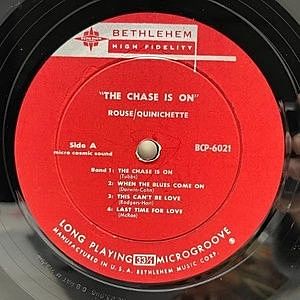 BETHLEHEM
HIGH FIDELITY
"THE CHASE IS ON"
ROUSE/QUINICHETTE
Side A
BCP-6021
micro cosmic sound
Band 1: THE CHASE IS ON
(Tubbs)
2: WHEN THE BLUES COME ON
(Darwin-Cohn)
3: THIS CAN'T BE LOVE
(Rodgers-Hart)
4: LAST TIME FOR LOVE
(McRae)
LONG PLAYING 33⅓ MICROGROOVE
MANUFACTURED IN U.S.A. BETHLEHEM MUSIC CORP.